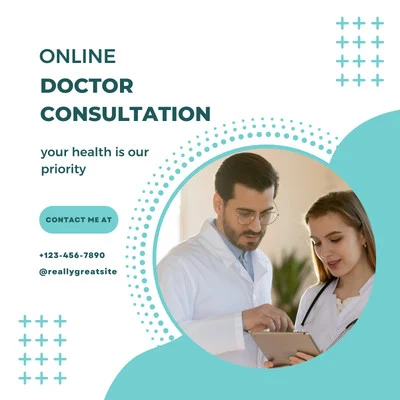 ONLINE
DOCTOR
CONSULTATION
your health is our
priority
CONTACT ME AT
+123-456-7890
@reallygreatsite